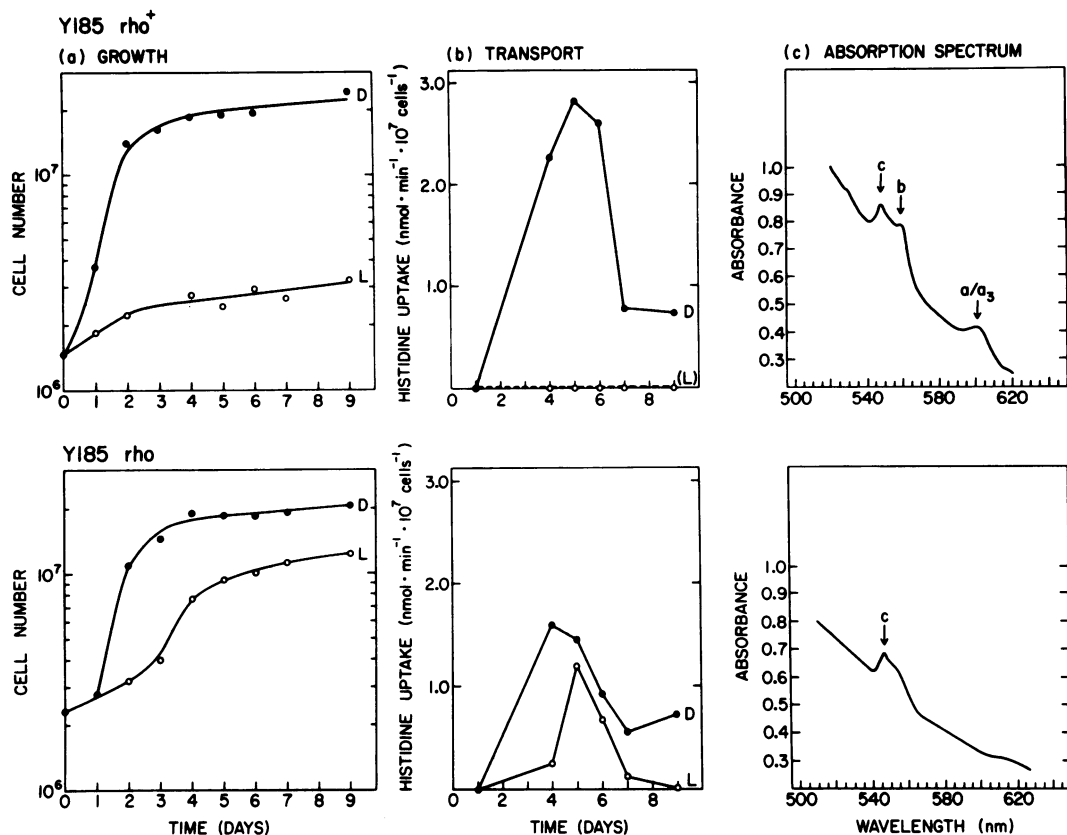 Y185 rho+
(a) GROWTH
CELL NUMBER
10^7
10^6
D
L
0 1 2 3 4 5 6 7 8 9
(b) TRANSPORT
HISTIDINE UPTAKE (nmol · min^-1 · 10^7 cells^-1)
3.0
2.0
1.0
D
(L)
0 2 4 6 8
(c) ABSORPTION SPECTRUM
ABSORBANCE
1.0
0.9
0.8
0.7
0.6
0.5
0.4
0.3
c
b
a/a3
500 540 580 620
Y185 rho
CELL NUMBER
10^7
10^6
D
L
0 1 2 3 4 5 6 7 8 9
TIME (DAYS)
HISTIDINE UPTAKE (nmol · min^-1 · 10^7 cells^-1)
3.0
2.0
1.0
D
L
0 2 4 6 8
TIME (DAYS)
ABSORBANCE
1.0
0.9
0.8
0.7
0.6
0.5
0.4
0.3
c
500 540 580 620
WAVELENGTH (nm)